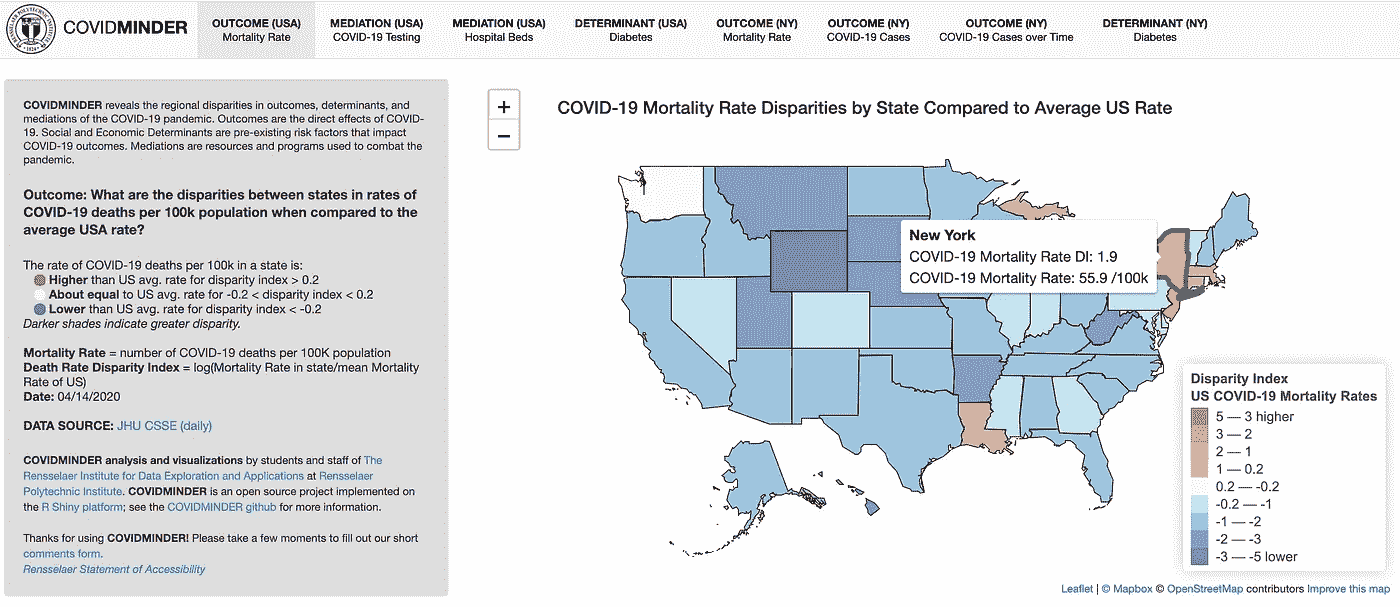 COVIDMINDER
OUTCOME (USA)
Mortality Rate
MEDIATION (USA)
COVID-19 Testing
MEDIATION (USA)
Hospital Beds
DETERMINANT (USA)
Diabetes
OUTCOME (NY)
Mortality Rate
OUTCOME (NY)
COVID-19 Cases
OUTCOME (NY)
COVID-19 Cases over Time
DETERMINANT (NY)
Diabetes
COVIDMINDER reveals the regional disparities in outcomes, determinants, and
mediations of the COVID-19 pandemic. Outcomes are the direct effects of COVID-
19. Social and Economic Determinants are pre-existing risk factors that impact
COVID-19 outcomes. Mediations are resources and programs used to combat the
pandemic.
Outcome: What are the disparities between states in rates of
COVID-19 deaths per 100k population when compared to the
average USA rate?
The rate of COVID-19 deaths per 100k in a state is:
Higher than US avg. rate for disparity index > 0.2
About equal to US avg. rate for -0.2 < disparity index < 0.2
Lower than US avg. rate for disparity index < -0.2
Darker shades indicate greater disparity.
Mortality Rate = number of COVID-19 deaths per 100K population
Death Rate Disparity Index = log(Mortality Rate in state/mean Mortality
Rate of US)
Date: 04/14/2020
DATA SOURCE: JHU CSSE (daily)
COVIDMINDER analysis and visualizations by students and staff of The
Rensselaer Institute for Data Exploration and Applications at Rensselaer
Polytechnic Institute. COVIDMINDER is an open source project implemented on
the R Shiny platform; see the COVIDMINDER github for more information.
Thanks for using COVIDMINDER! Please take a few moments to fill out our short
comments form.
Rensselaer Statement of Accessibility
+
−
COVID-19 Mortality Rate Disparities by State Compared to Average US Rate
New York
COVID-19 Mortality Rate DI: 1.9
COVID-19 Mortality Rate: 55.9 /100k
Disparity Index
US COVID-19 Mortality Rates
5 — 3 higher
3 — 2
2 — 1
1 — 0.2
0.2 — -0.2
-0.2 — -1
-1 — -2
-2 — -3
-3 — -5 lower
Leaflet | © Mapbox © OpenStreetMap contributors Improve this map